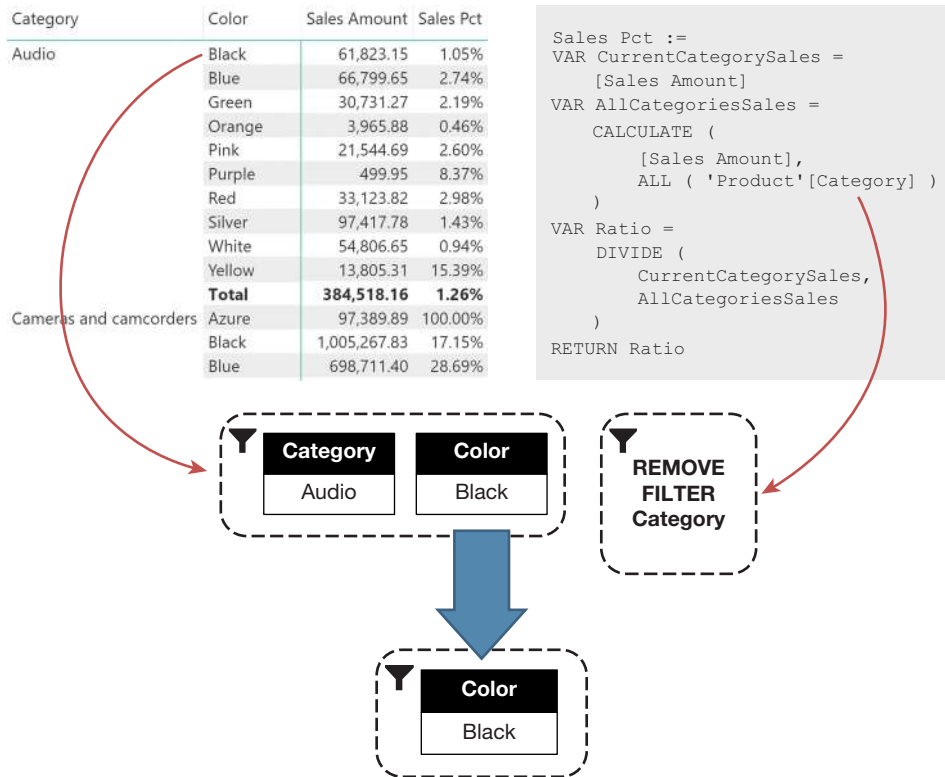 Category Color Sales Amount Sales Pct
Audio Black 61,823.15 1.05%
Blue 66,799.65 2.74%
Green 30,731.27 2.19%
Orange 3,965.88 0.46%
Pink 21,544.69 2.60%
Purple 499.95 8.37%
Red 33,123.82 2.98%
Silver 97,417.78 1.43%
White 54,806.65 0.94%
Yellow 13,805.31 15.39%
Total 384,518.16 1.26%
Cameras and camcorders Azure 97,389.89 100.00%
Black 1,005,267.83 17.15%
Blue 698,711.40 28.69%
Sales Pct :=
VAR CurrentCategorySales =
[Sales Amount]
VAR AllCategoriesSales =
CALCULATE (
[Sales Amount],
ALL ( 'Product'[Category] )
)
VAR Ratio =
DIVIDE (
CurrentCategorySales,
AllCategoriesSales
)
RETURN Ratio
Category Color
Audio Black
REMOVE
FILTER
Category
Color
Black